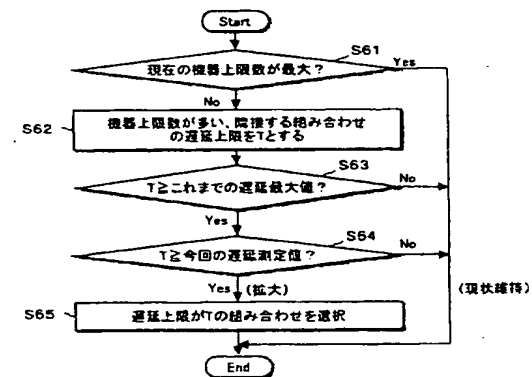 Start
S61
現在の機器上限数が最大?
Yes
No
S62
機器上限数が多い、隣接する組み合わせ
の遅延上限をTとする
S63
T≧これまでの遅延最大値?
No
Yes
S64
T≧今回の遅延測定値?
No
Yes
(拡大)
(現状維持)
S65
遅延上限がTの組み合わせを選択
End